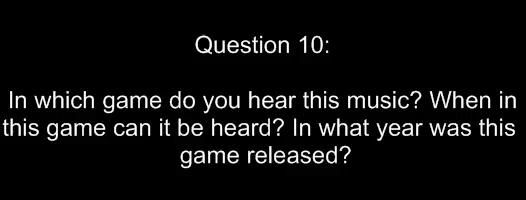 Question 10:
In which game do you hear this music? When in
this game can it be heard? In what year was this
game released?